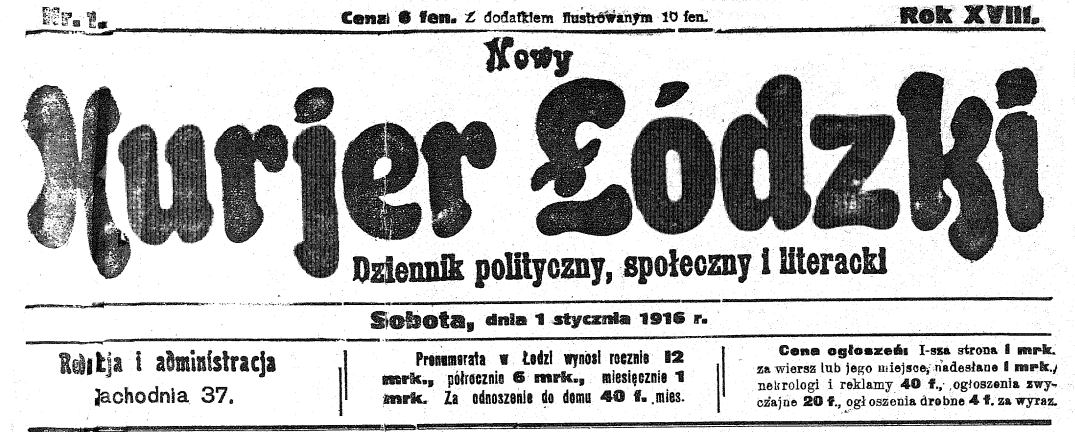 Nr. 1.
Cena 6 fen. Z dodatkiem ilustrowanym 10 fen.
Rok XVIII.
Nowy
Kurjer Łódzki
Dziennik polityczny, społeczny i literacki
Sobota, dnia 1 stycznia 1916 r.
Redakcja i administracja
Zachodnia 37.
Prenumerata w Łodzi wynosi rocznie 12
mrk., półrocznie 6 mrk., miesięcznie 1
mrk. Za odnoszenie do domu 40 f. mies.
Cena ogłoszeń: I-sza strona 1 mrk.
za wiersz lub jego miejsce, nadesłane 1 mrk.,
nekrologi i reklamy 40 f., ogłoszenia zwy-
czajne 20 f., ogłoszenia drobne 4 f. za wyraz.